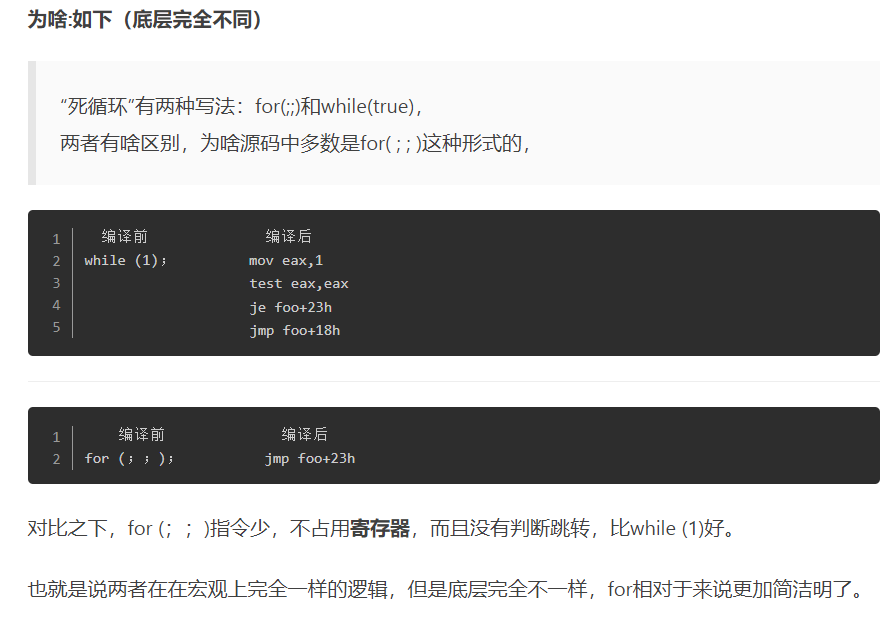 为啥:如下（底层完全不同）
“死循环”有两种写法：for(;;)和while(true)，
两者有啥区别，为啥源码中多数是for( ; ; )这种形式的，
1 编译前 编译后
2 while (1); mov eax,1
3 test eax,eax
4 je foo+23h
5 jmp foo+18h
1 编译前 编译后
2 for (；；); jmp foo+23h
对比之下，for (；；)指令少，不占用寄存器，而且没有判断跳转，比while (1)好。
也就是说两者在在宏观上完全一样的逻辑，但是底层完全不一样，for相对于来说更加简洁明了。